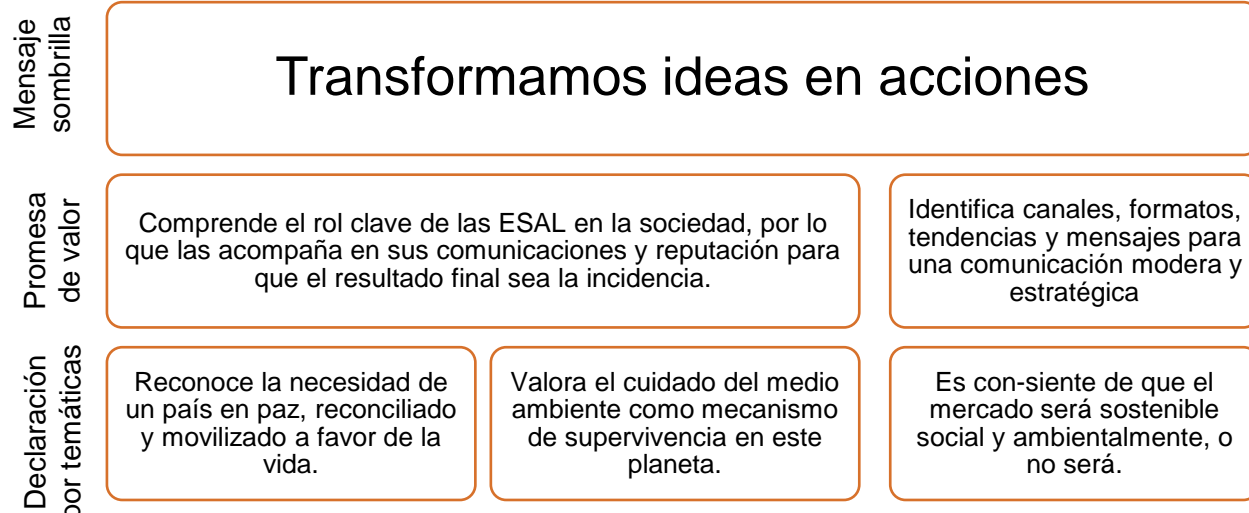 Mensaje
sombrilla
Transformamos ideas en acciones
Promesa
de valor
Comprende el rol clave de las ESAL en la sociedad, por lo
que las acompaña en sus comunicaciones y reputación para
que el resultado final sea la incidencia.
Identifica canales, formatos,
tendencias y mensajes para
una comunicación modera y
estratégica
Declaración
por temáticas
Reconoce la necesidad de
un país en paz, reconciliado
y movilizado a favor de la
vida.
Valora el cuidado del medio
ambiente como mecanismo
de supervivencia en este
planeta.
Es con-siente de que el
mercado será sostenible
social y ambientalmente, o
no será.